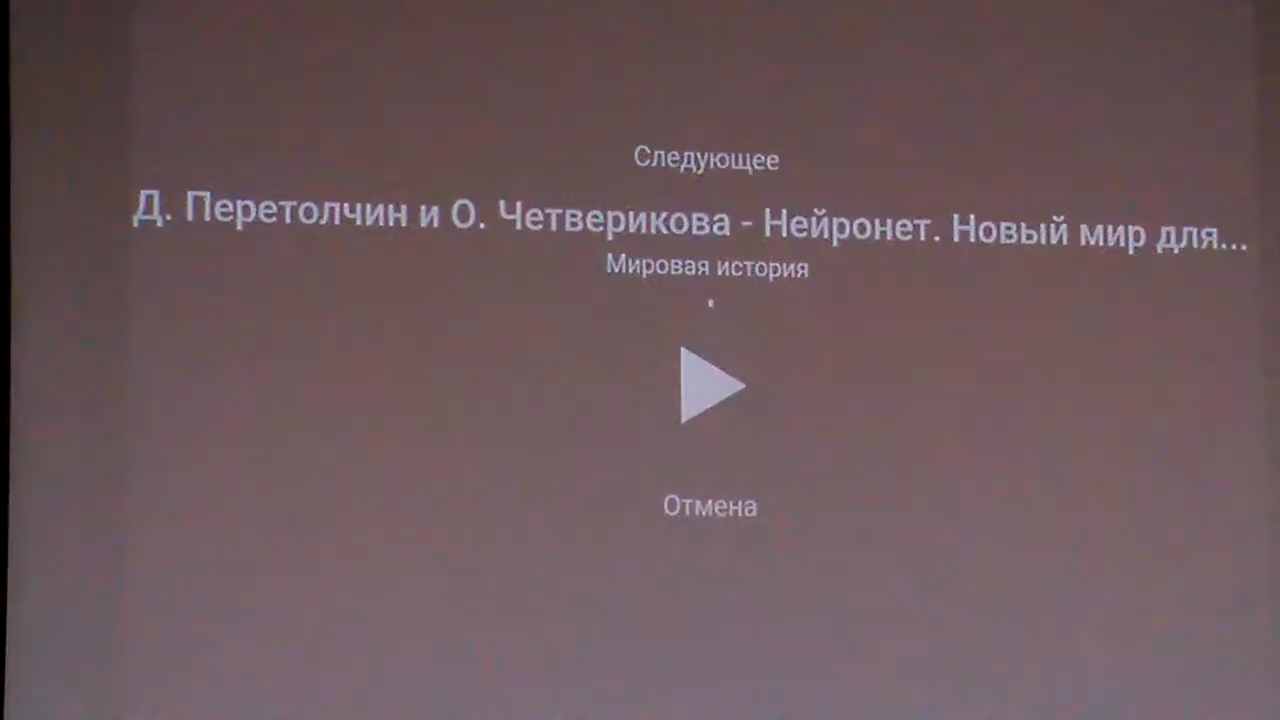 Следующее
Д. Перетолчин и О. Четверикова - Нейронет. Новый мир для...
Мировая история
Отмена